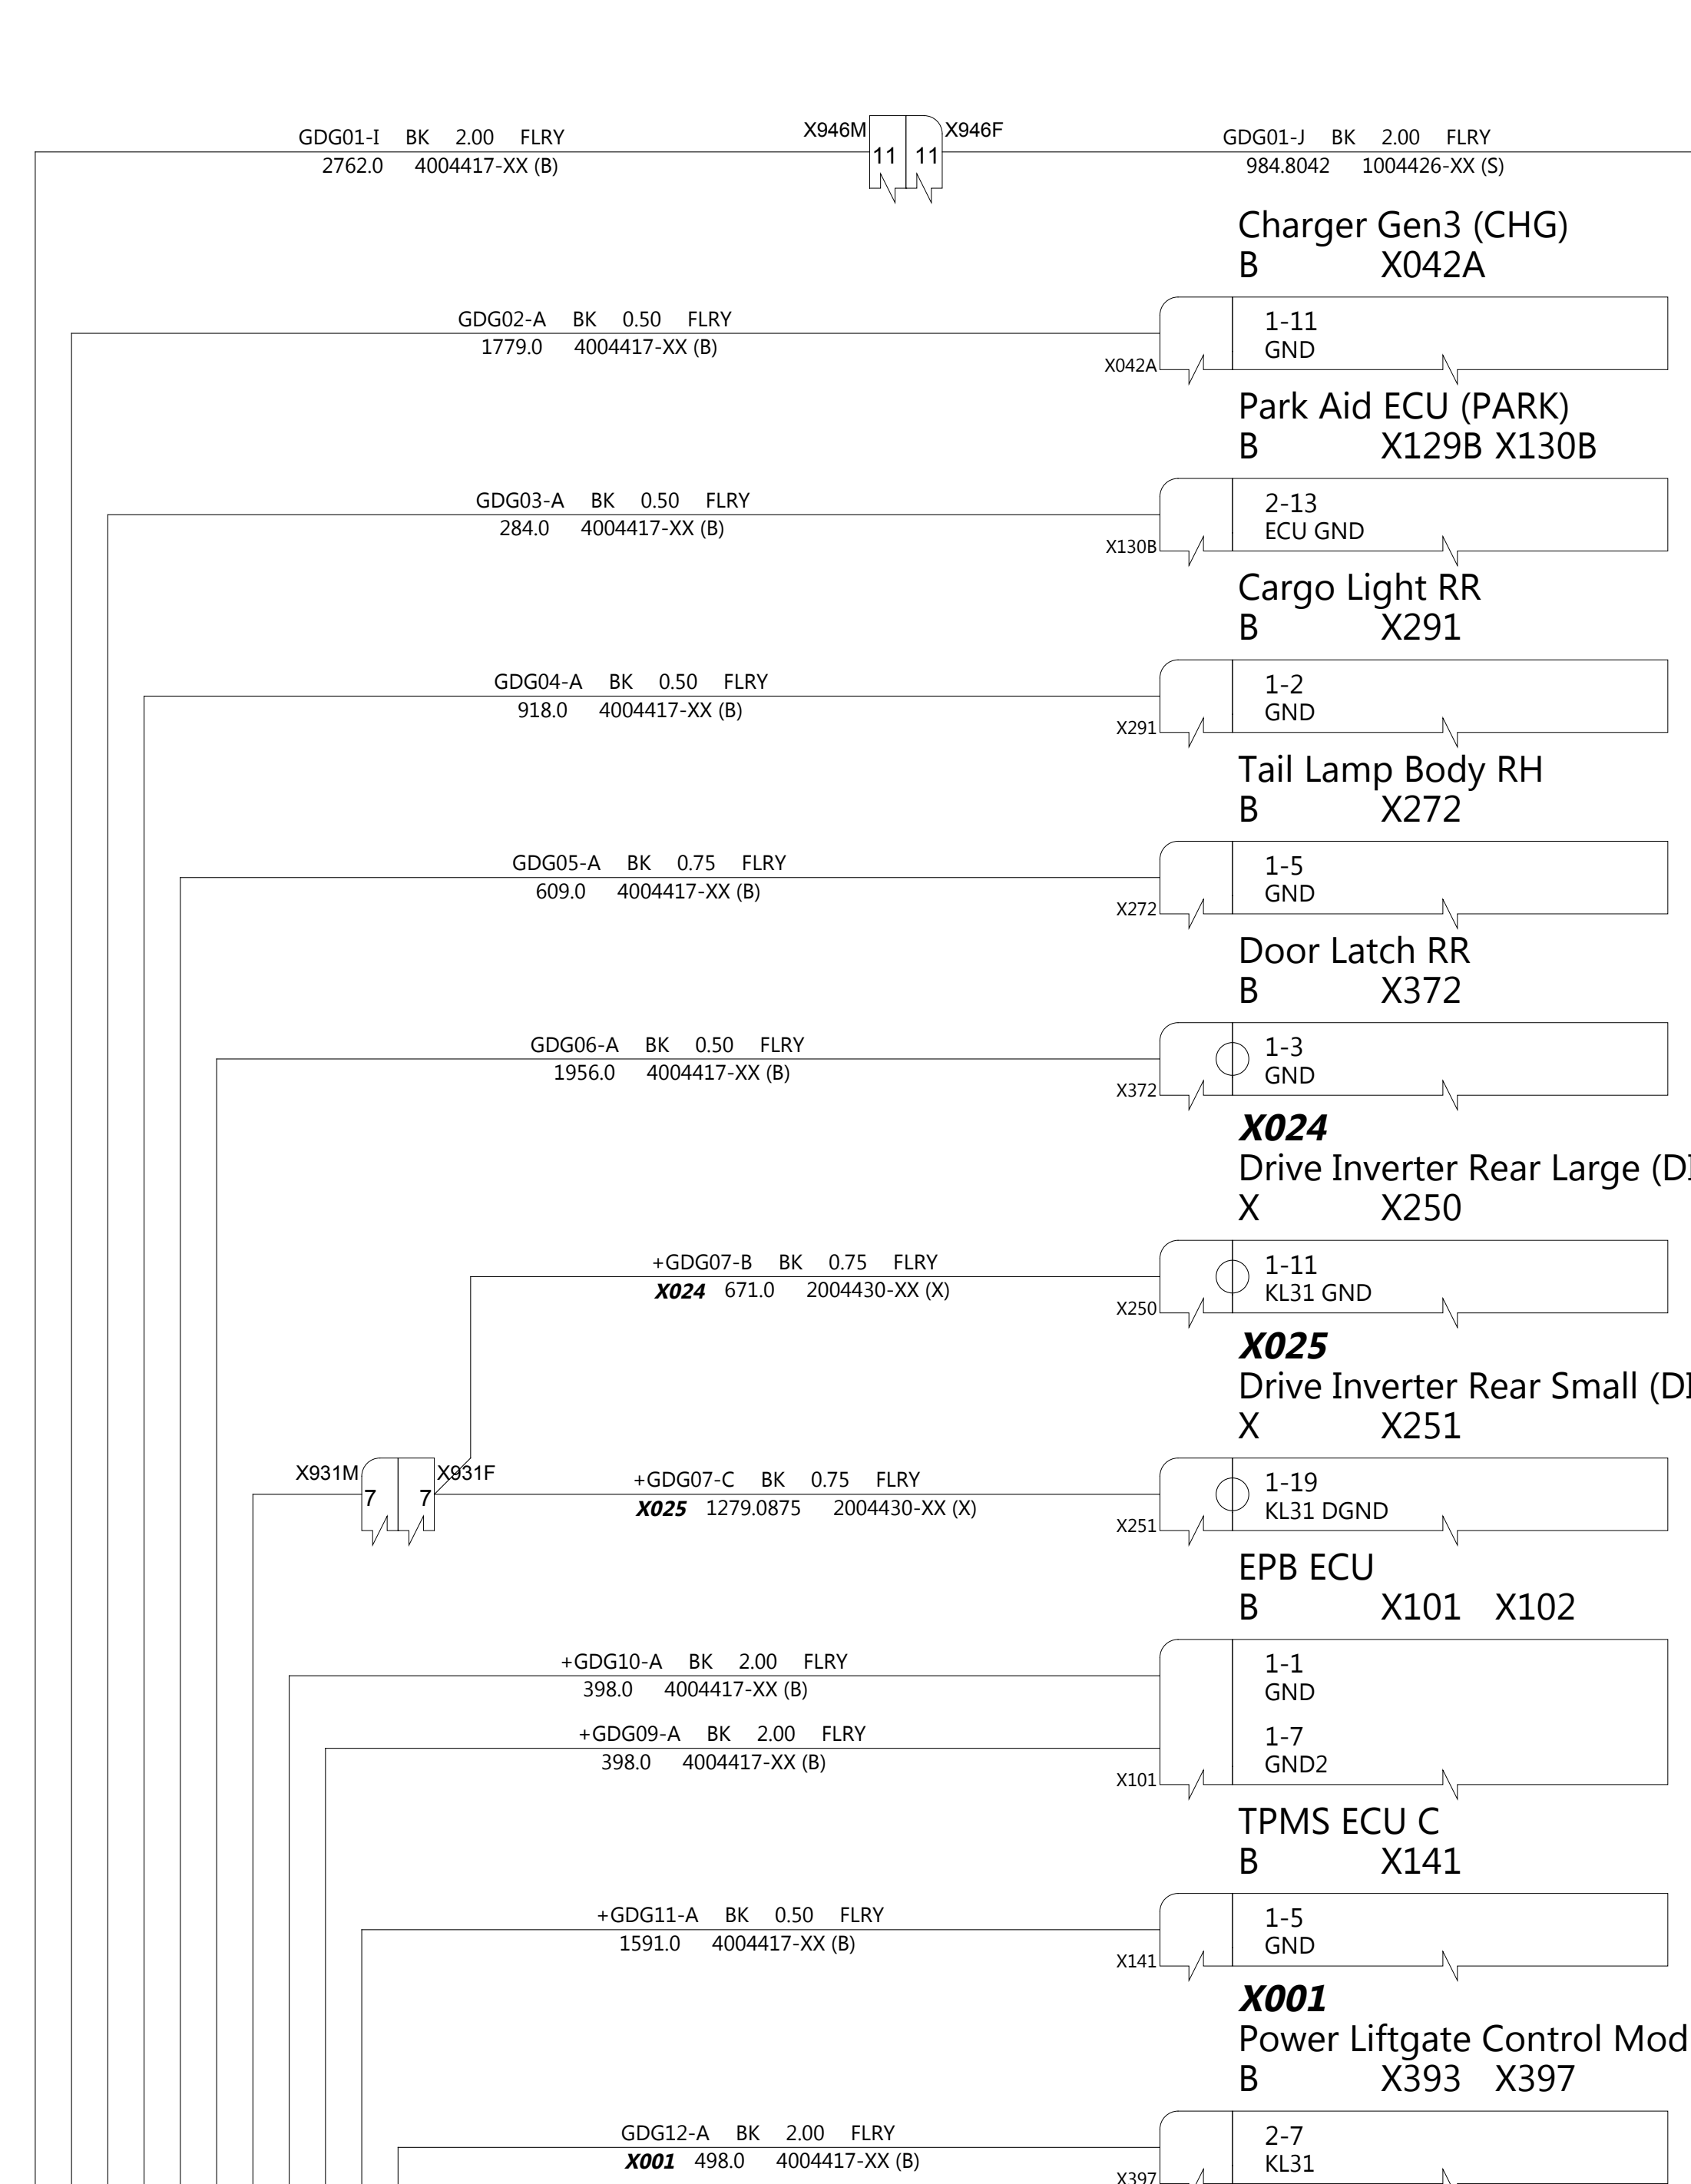 GDG01-I BK 2.00 FLRY
2762.0 4004417-XX (B)
X946M 11 11 X946F
GDG01-J BK 2.00 FLRY
984.8042 1004426-XX (S)
Charger Gen3 (CHG)
B X042A
GDG02-A BK 0.50 FLRY
1779.0 4004417-XX (B)
X042A
1-11
GND
Park Aid ECU (PARK)
B X129B X130B
GDG03-A BK 0.50 FLRY
284.0 4004417-XX (B)
X130B
2-13
ECU GND
Cargo Light RR
B X291
GDG04-A BK 0.50 FLRY
918.0 4004417-XX (B)
X291
1-2
GND
Tail Lamp Body RH
B X272
GDG05-A BK 0.75 FLRY
609.0 4004417-XX (B)
X272
1-5
GND
Door Latch RR
B X372
GDG06-A BK 0.50 FLRY
1956.0 4004417-XX (B)
X372
1-3
GND
X024
Drive Inverter Rear Large (DI
X X250
+GDG07-B BK 0.75 FLRY
X024 671.0 2004430-XX (X)
X250
1-11
KL31 GND
X025
Drive Inverter Rear Small (DI
X X251
X931M 7 7 X931F
+GDG07-C BK 0.75 FLRY
X025 1279.0875 2004430-XX (X)
X251
1-19
KL31 DGND
EPB ECU
B X101 X102
+GDG10-A BK 2.00 FLRY
398.0 4004417-XX (B)
1-1
GND
+GDG09-A BK 2.00 FLRY
398.0 4004417-XX (B)
X101
1-7
GND2
TPMS ECU C
B X141
+GDG11-A BK 0.50 FLRY
1591.0 4004417-XX (B)
X141
1-5
GND
X001
Power Liftgate Control Mod
B X393 X397
GDG12-A BK 2.00 FLRY
X001 498.0 4004417-XX (B)
X397
2-7
KL31